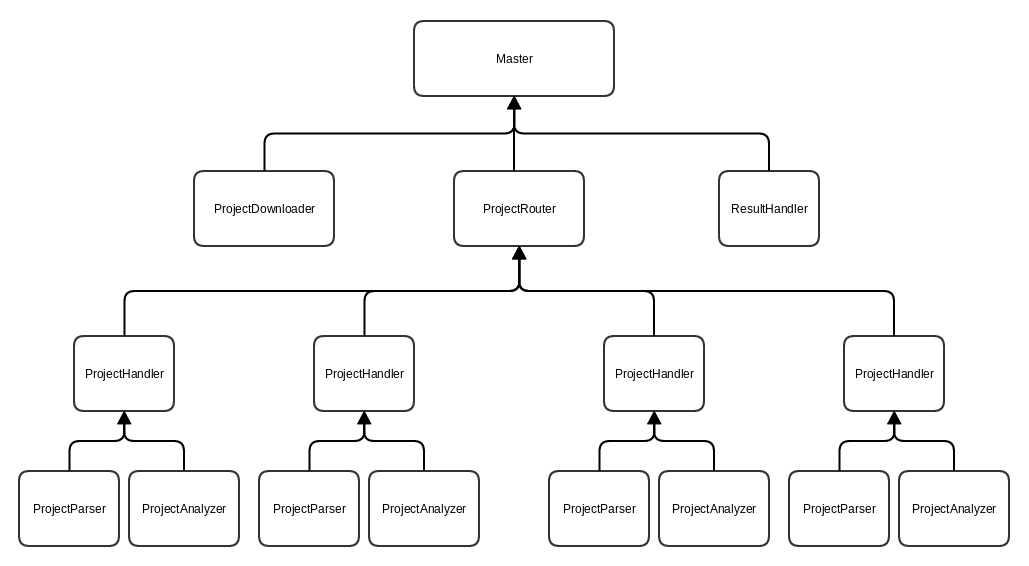 Master
ProjectDownloader
ProjectRouter
ResultHandler
ProjectHandler
ProjectHandler
ProjectHandler
ProjectHandler
ProjectParser
ProjectAnalyzer
ProjectParser
ProjectAnalyzer
ProjectParser
ProjectAnalyzer
ProjectParser
ProjectAnalyzer